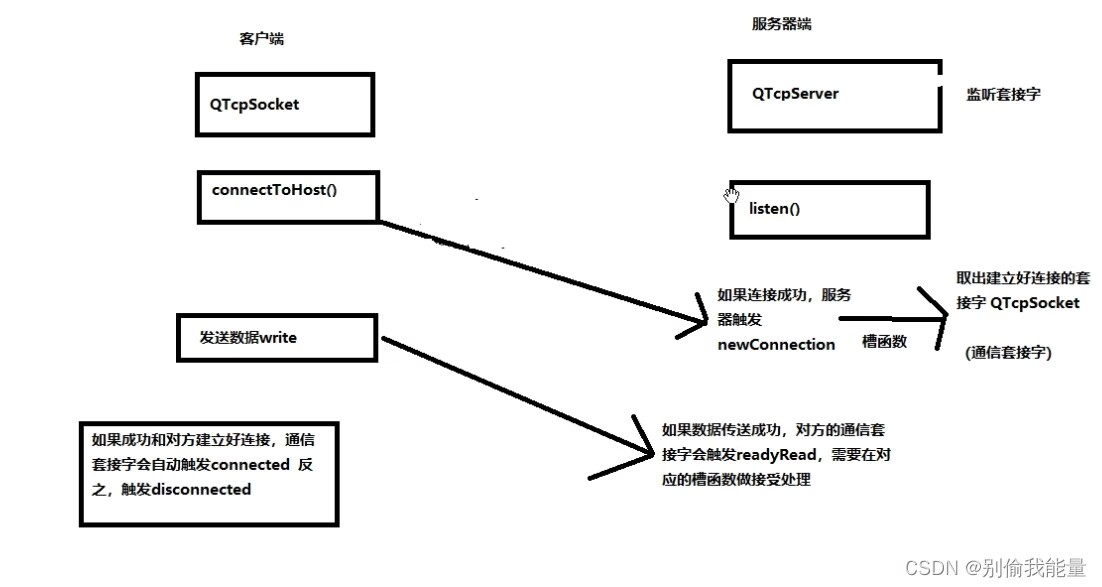 客户端
服务器端
QTcpSocket
QTcpServer
监听套接字
connectToHost()
listen()
如果连接成功，服务
器触发
newConnection
槽函数
取出建立好连接的套
接字 QTcpSocket
(通信套接字)
发送数据write
如果数据传送成功，对方的通信套
接字会触发readyRead，需要在对
应的槽函数做接受处理
如果成功和对方建立好连接，通信
套接字会自动触发connected 反
之，触发disconnected
CSDN @别偷我能量